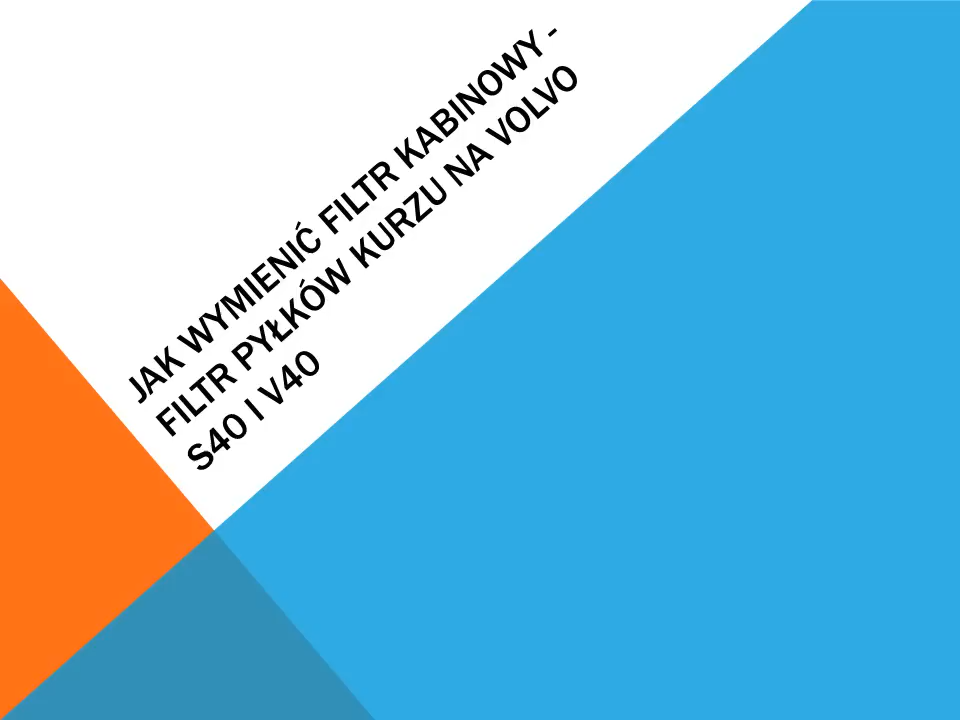 JAK WYMIENIĆ FILTR KABINOWY -
FILTR PYŁKÓW KURZU NA VOLVO
S40 I V40